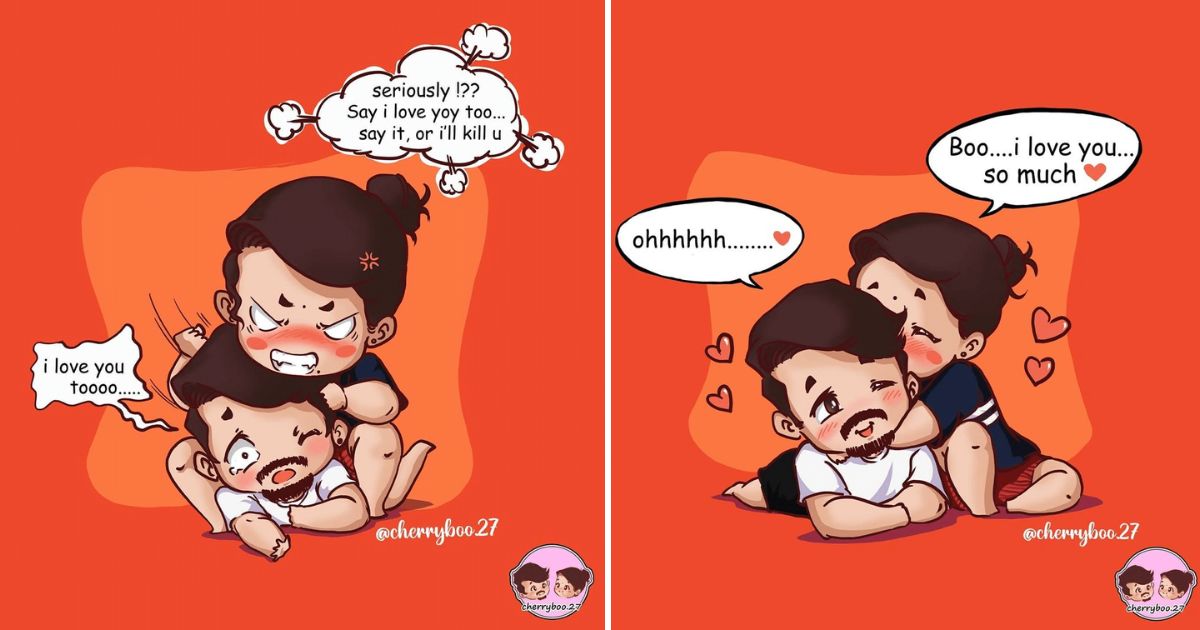 seriously !??
Say i love yoy too...
say it, or i'll kill u
i love you
toooo.....
@cherryboo.27
cherryboo.27
Boo....i love you...
so much
ohhhhhh........
@cherryboo.27
cherryboo.27